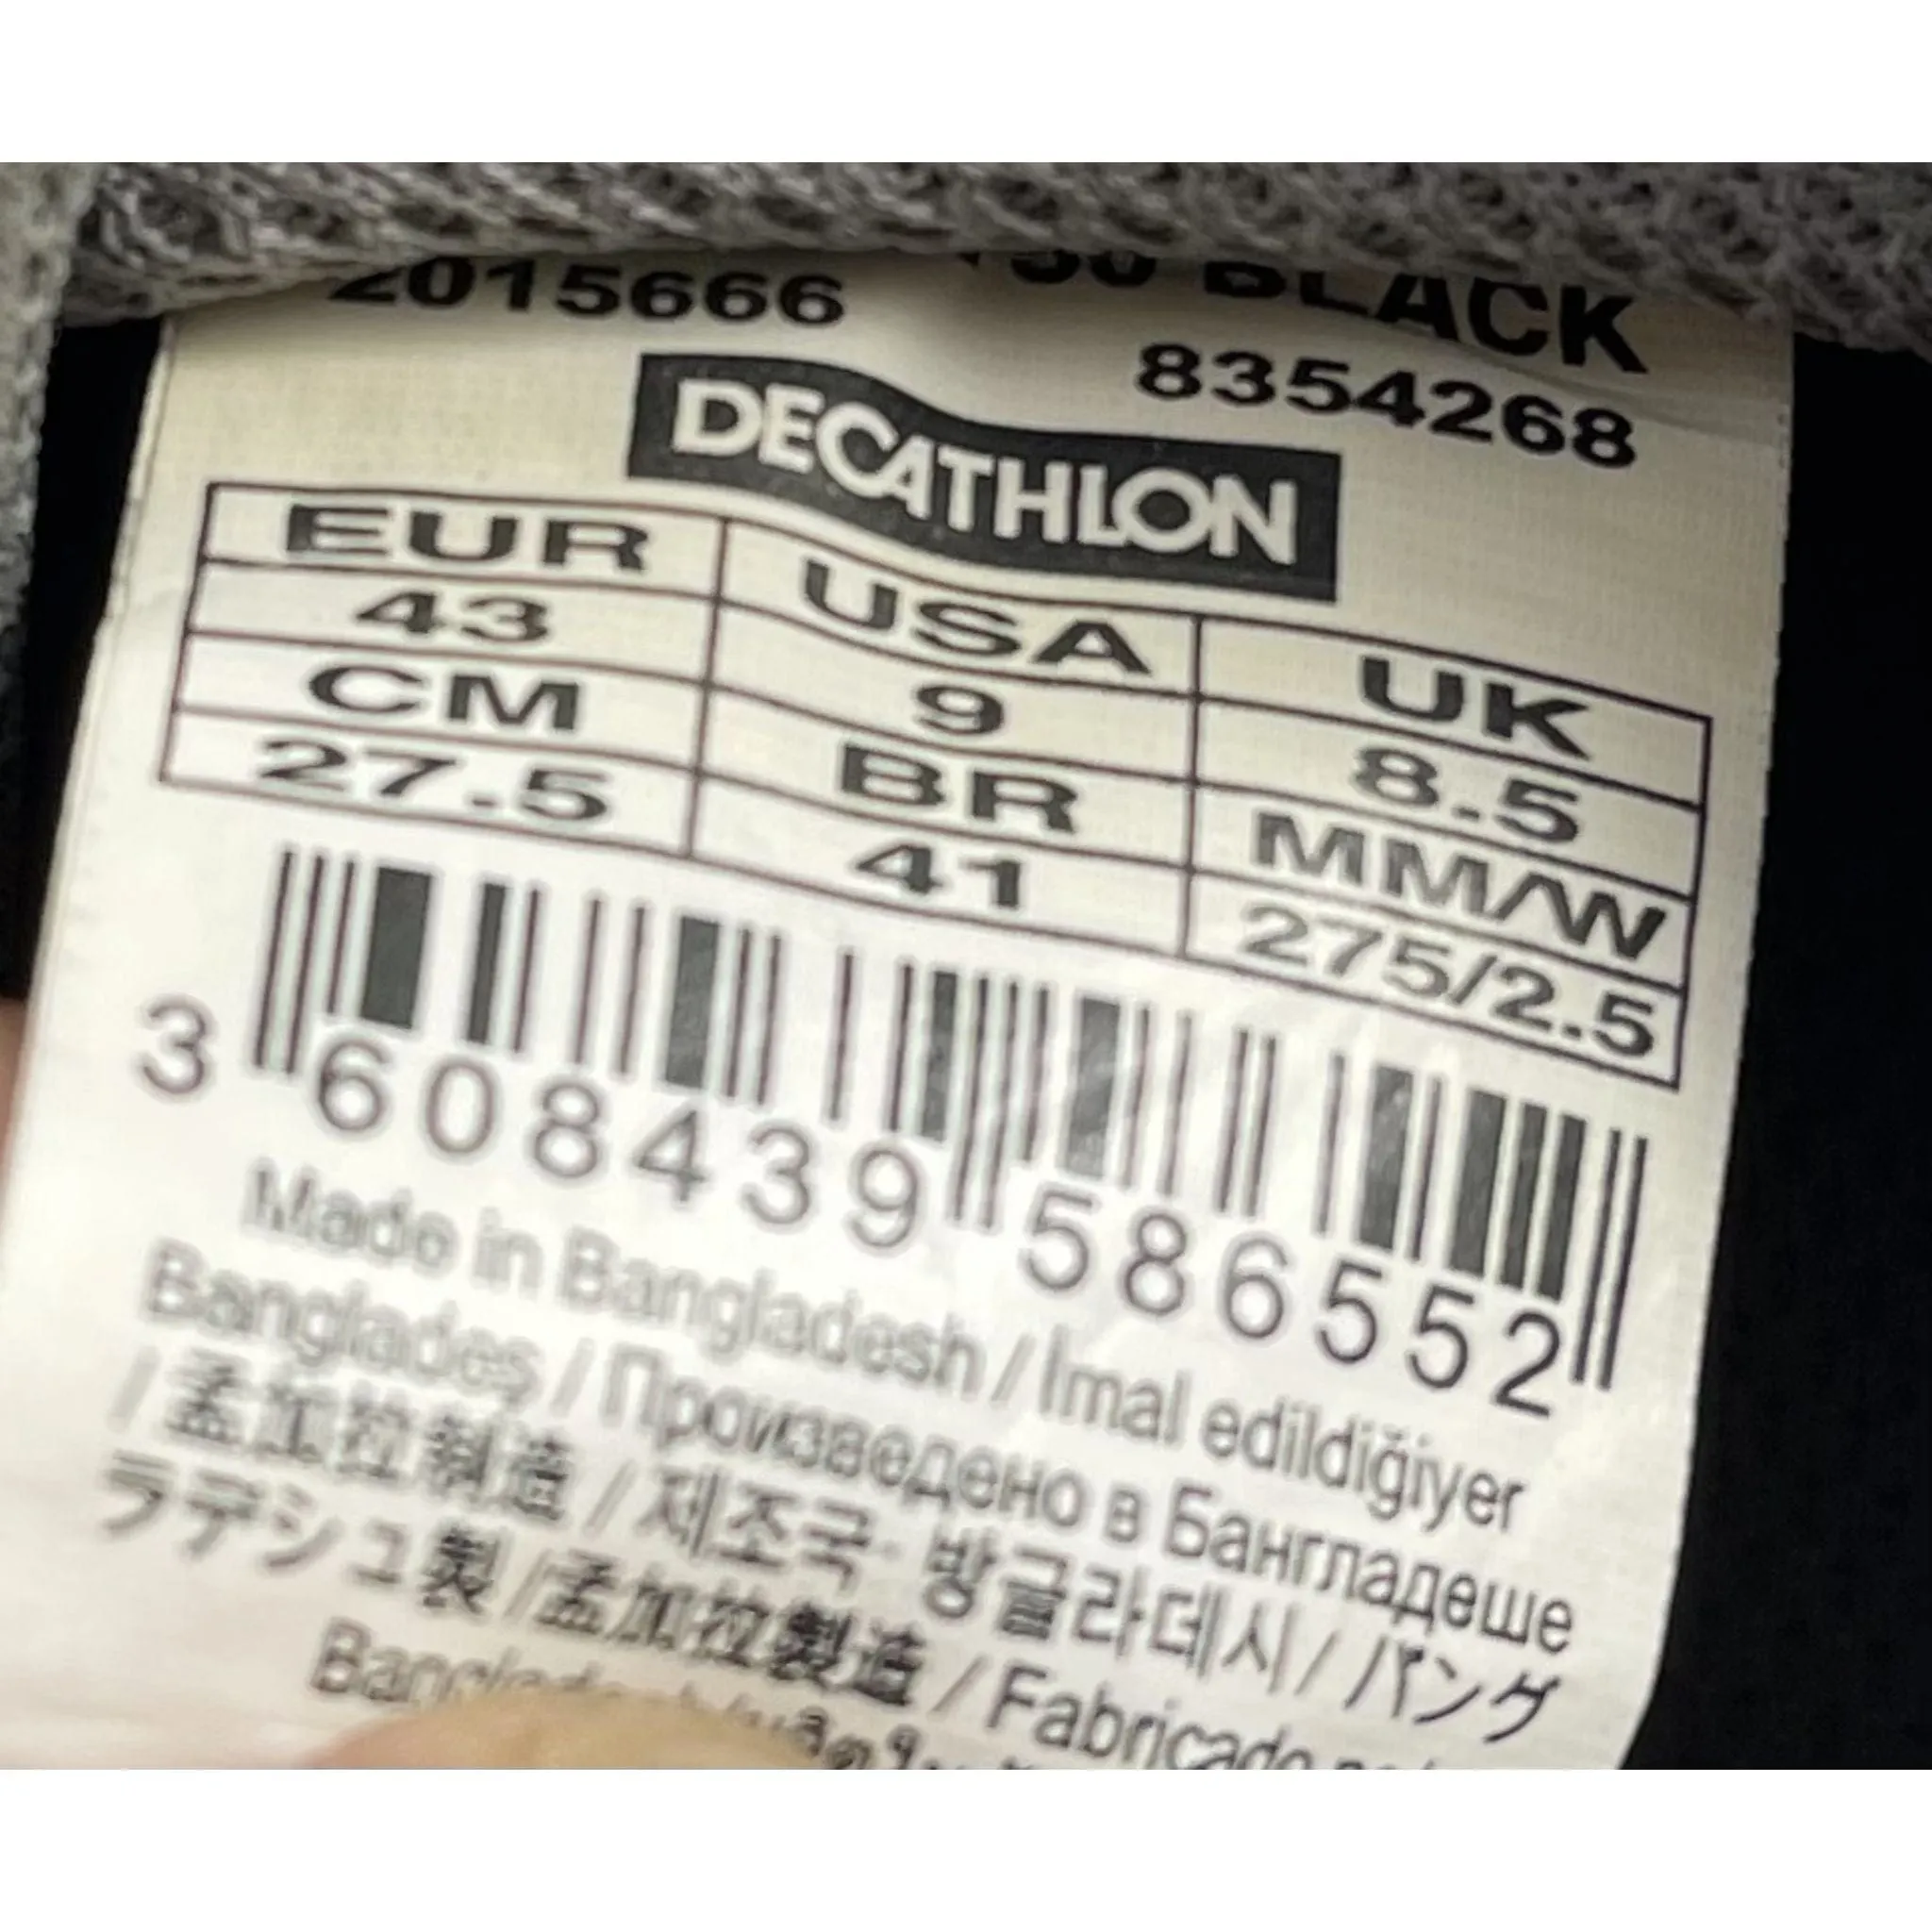 2015666
BLACK
8354268
DECATHLON
EUR USA UK
43 9 8.5
CM BR MM/W
27.5 41 275/2.5
3 608439 586552
Made in Bangladesh / İmal edildiğiyer
Bangladeş / Произведено в Бангладеше
/ 孟加拉制造 / 제조국: 방글라데시 / バング
ラデシュ製 / 孟加拉製造 / Fabricado